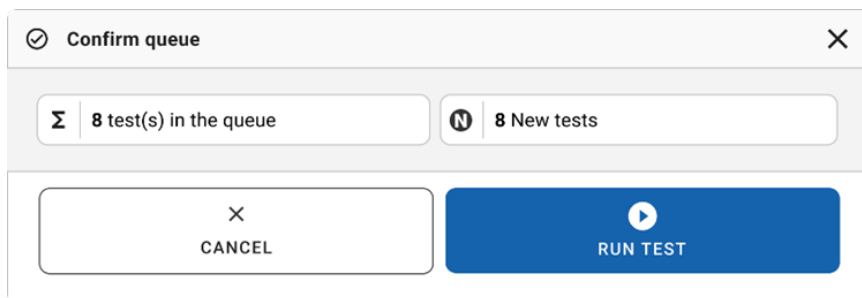 Confirm queue
Σ 8 test(s) in the queue
N 8 New tests
CANCEL
RUN TEST